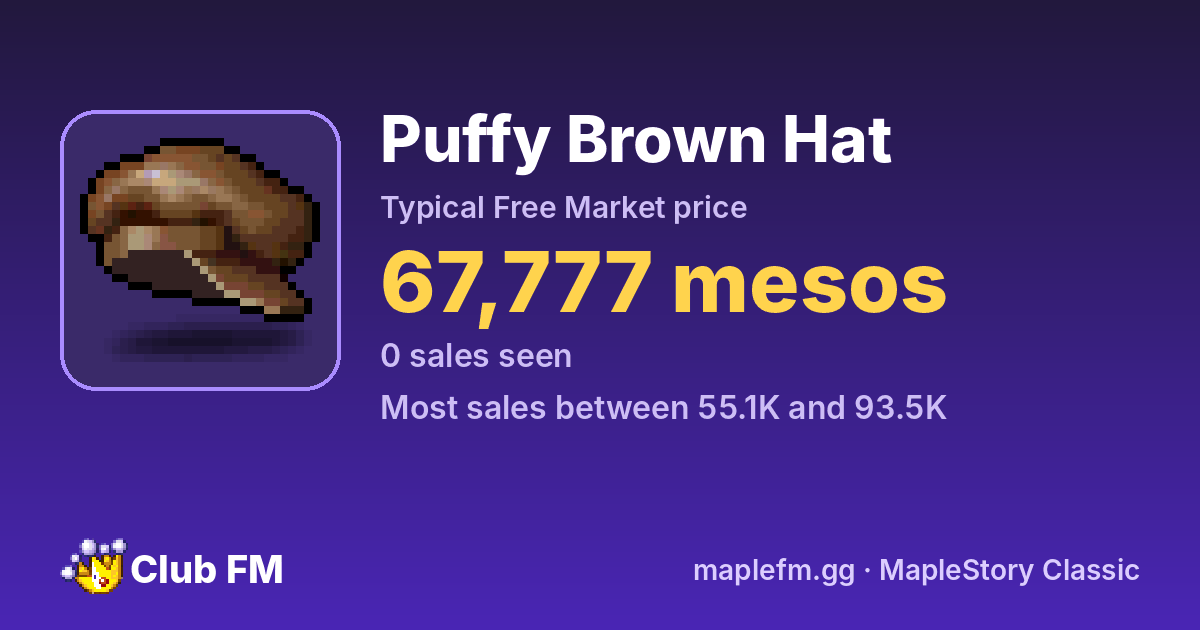 Puffy Brown Hat
Typical Free Market price
67,777 mesos
0 sales seen
Most sales between 55.1K and 93.5K
Club FM
maplefm.gg · MapleStory Classic